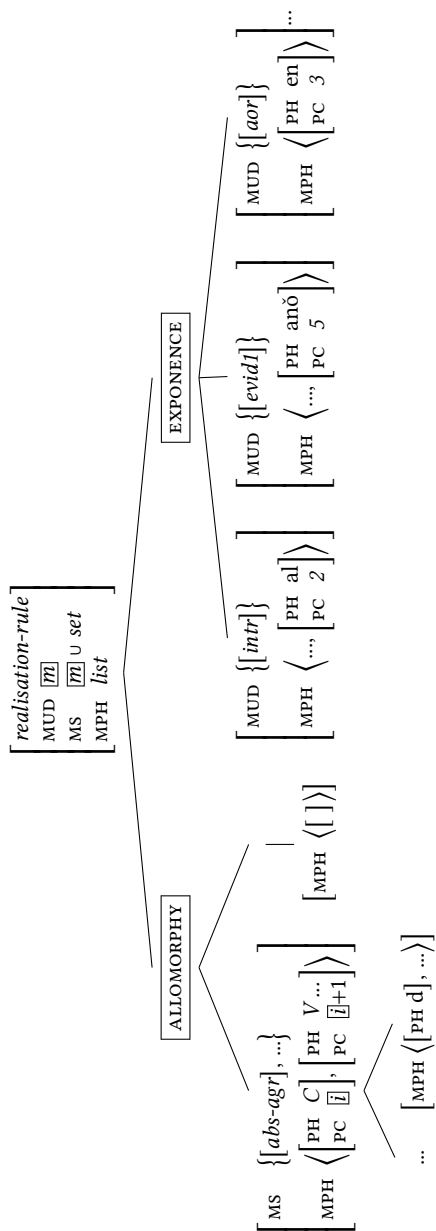 realisation-rule
MUD m
MS m ∪ set
MPH list
ALLOMORPHY
EXPONENCE
MS {[abs-agr], ...}
MPH ⟨[PH C, PC i], [PH V ..., PC i+1]⟩
[MPH ⟨[ ]⟩]
MUD {[intr]}
MPH ⟨..., [PH al, PC 2]⟩
MUD {[evid1]}
MPH ⟨..., [PH anǒ, PC 5]⟩
MUD {[aor]}
MPH ⟨[PH en, PC 3]⟩
...
...
[MPH ⟨[PH d], ...⟩]